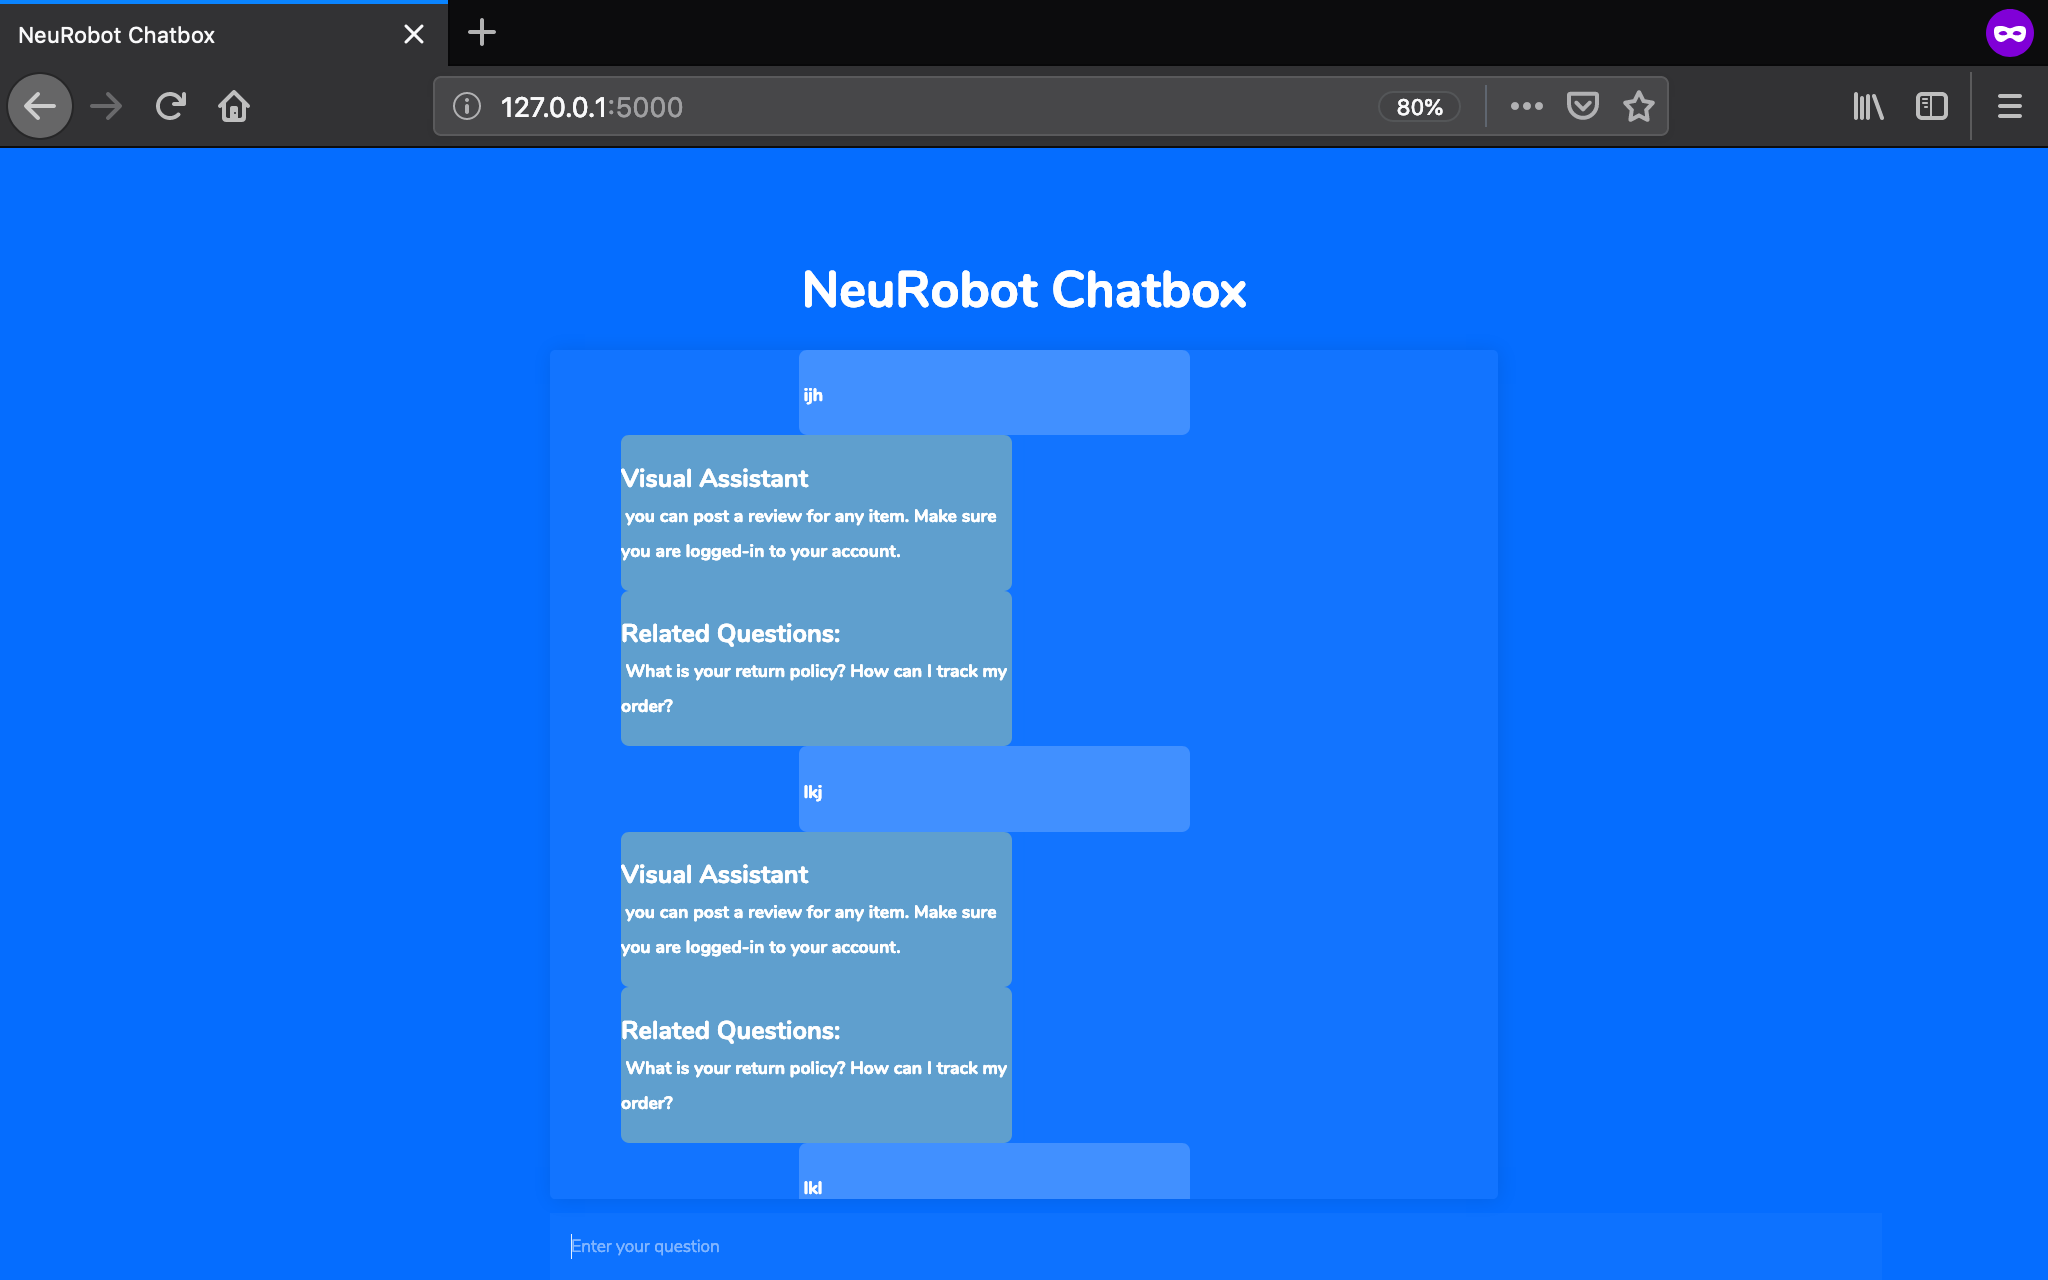 NeuRobot Chatbox
127.0.0.1:5000
80%
NeuRobot Chatbox
ijh
Visual Assistant
you can post a review for any item. Make sure
you are logged-in to your account.
Related Questions:
What is your return policy? How can I track my
order?
lkj
Visual Assistant
you can post a review for any item. Make sure
you are logged-in to your account.
Related Questions:
What is your return policy? How can I track my
order?
lkl
Enter your question